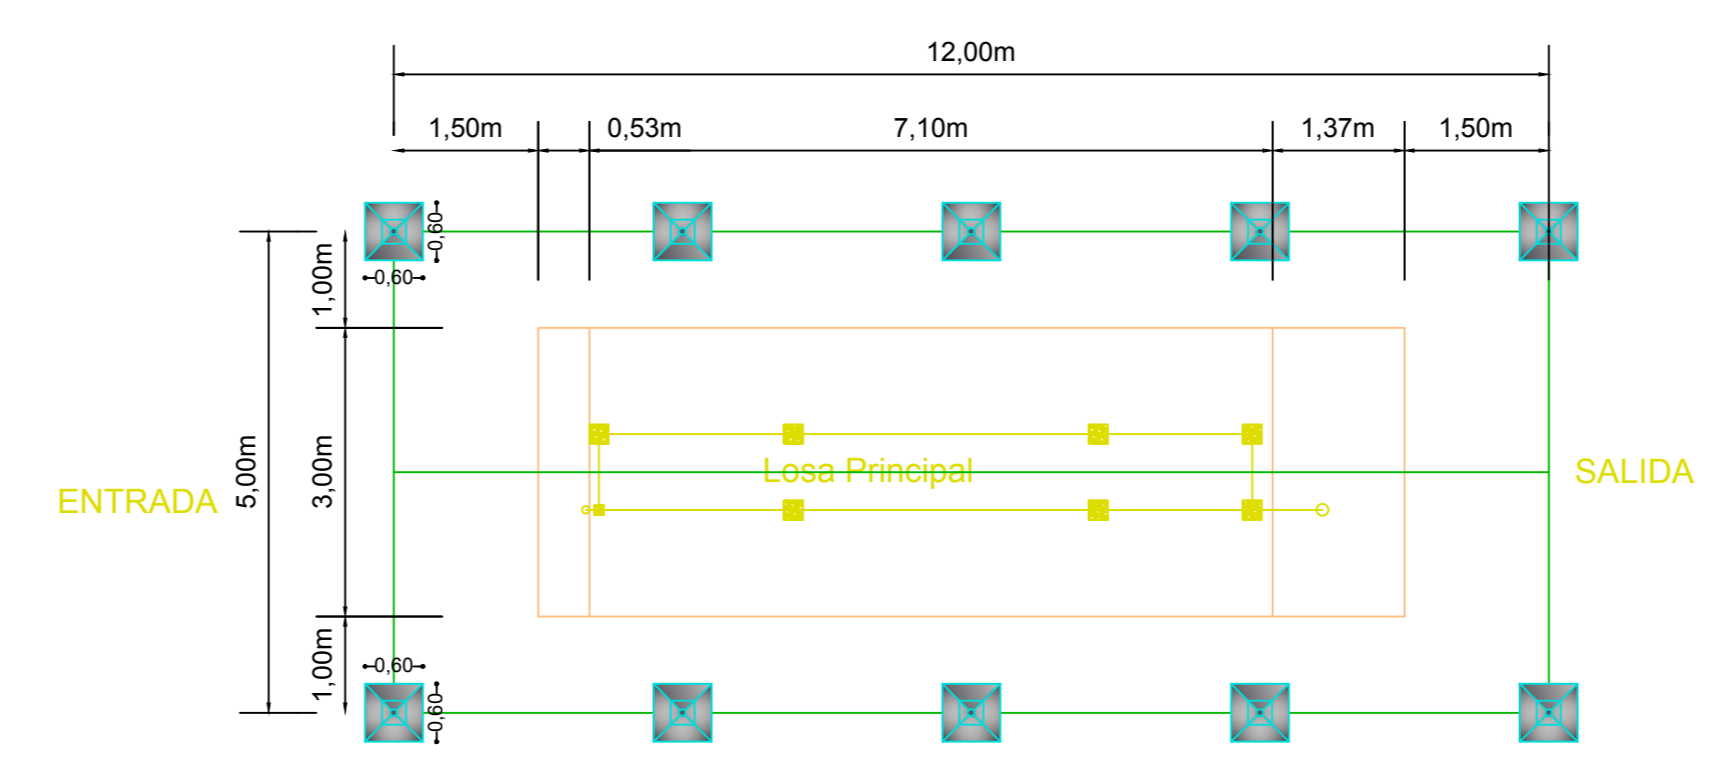 12,00m
1,50m
0,53m
7,10m
1,37m
1,50m
0,60
0,60
1,00m
5,00m
3,00m
ENTRADA
Losa Principal
SALIDA
1,00m
0,60
0,60